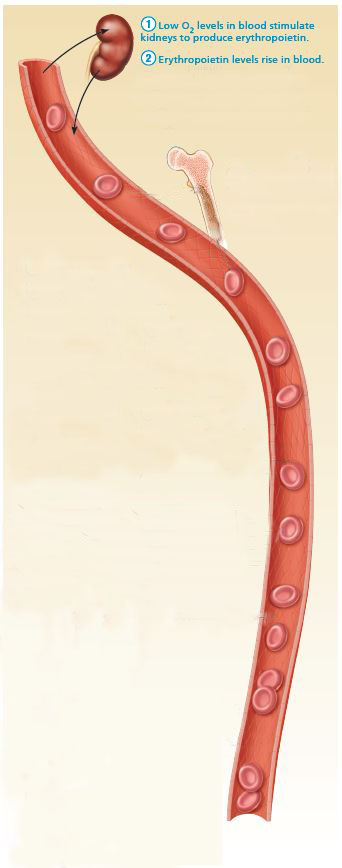 ① Low O₂ levels in blood stimulate
kidneys to produce erythropoietin.
② Erythropoietin levels rise in blood.